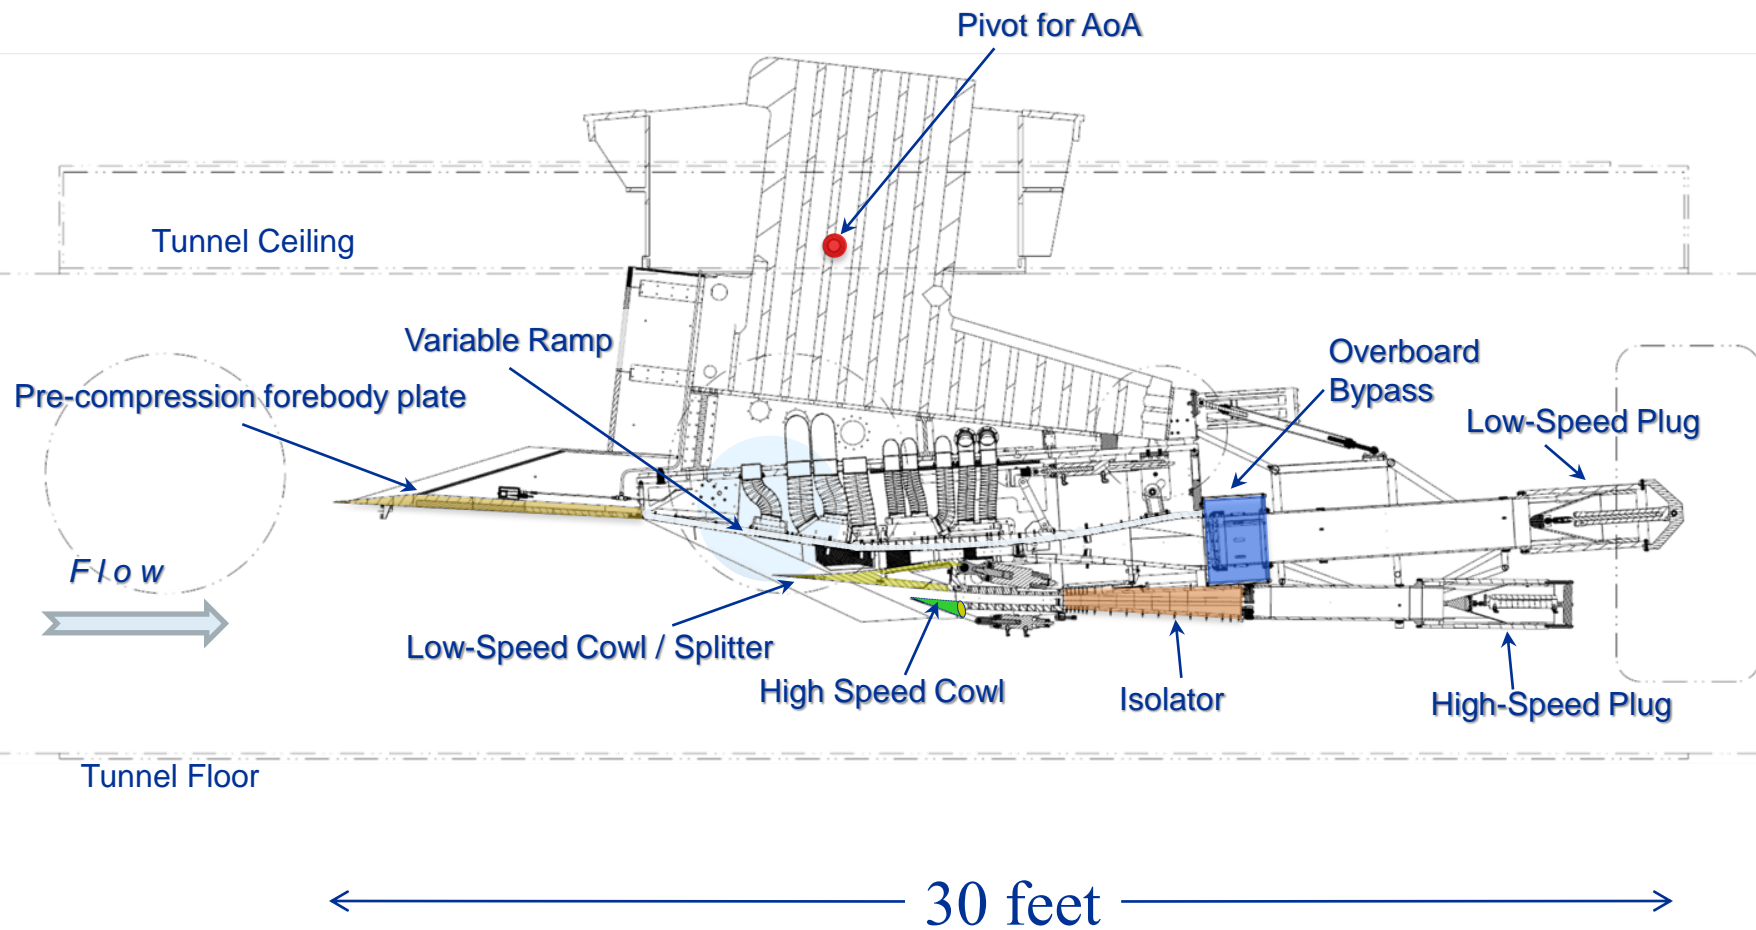 Pivot for AoA
Tunnel Ceiling
Variable Ramp
Overboard
Bypass
Pre-compression forebody plate
Low-Speed Plug
Flow
Low-Speed Cowl / Splitter
High Speed Cowl
Isolator
High-Speed Plug
Tunnel Floor
30 feet